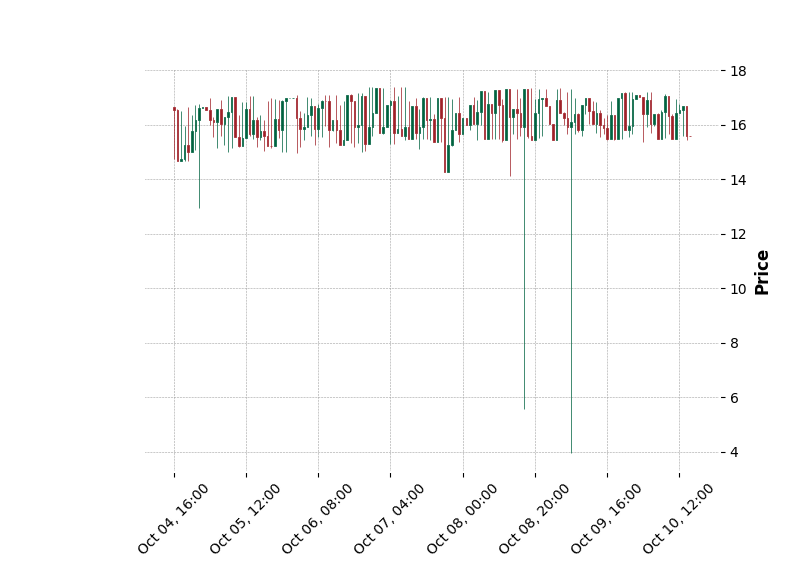 18
16
14
12
10
8
6
4
Price
Oct 04, 16:00
Oct 05, 12:00
Oct 06, 08:00
Oct 07, 04:00
Oct 08, 00:00
Oct 08, 20:00
Oct 09, 16:00
Oct 10, 12:00